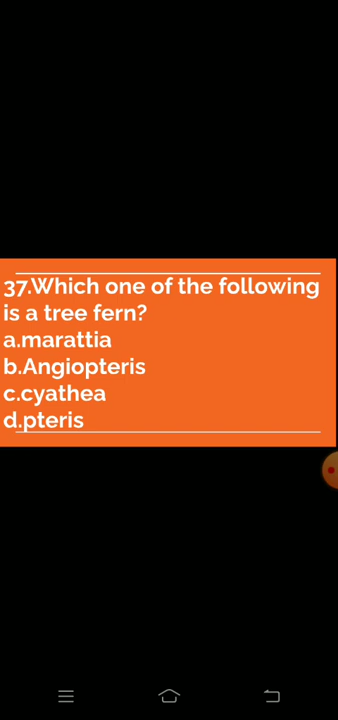 37.Which one of the following
is a tree fern?
a.marattia
b.Angiopteris
c.cyathea
d.pteris